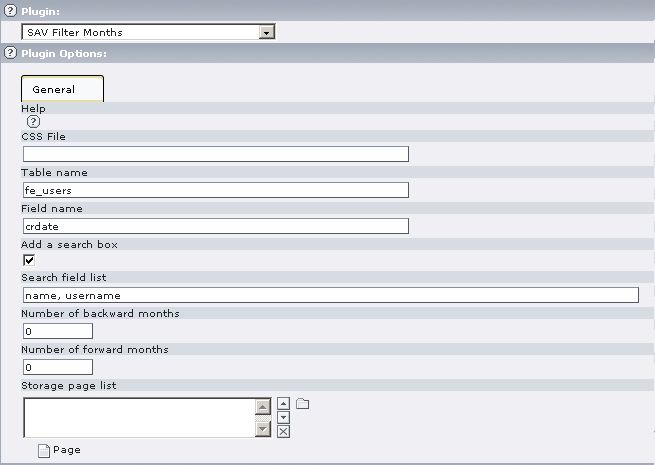 Plugin:
SAV Filter Months
Plugin Options:
General
Help
CSS File
Table name
fe_users
Field name
crdate
Add a search box
Search field list
name, username
Number of backward months
0
Number of forward months
0
Storage page list
Page